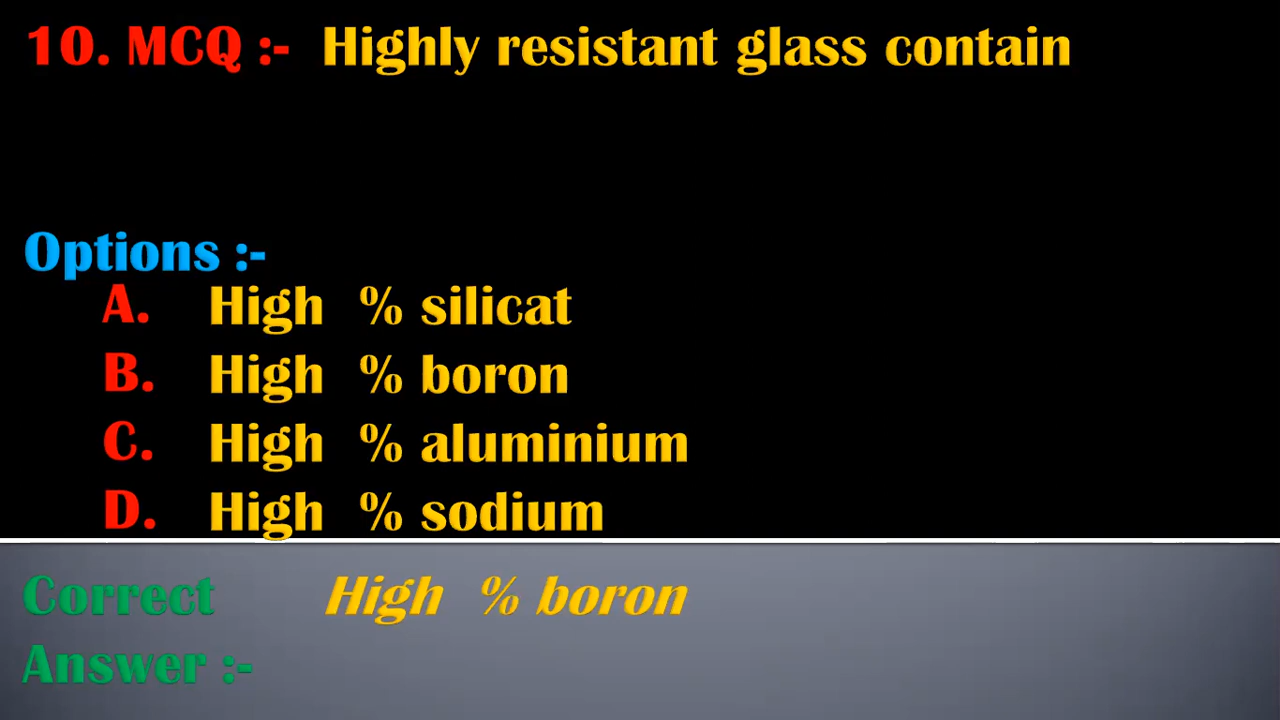 10. MCQ :- Highly resistant glass contain
Options :-
A. High % silicat
B. High % boron
C. High % aluminium
D. High % sodium
Correct High % boron
Answer :-